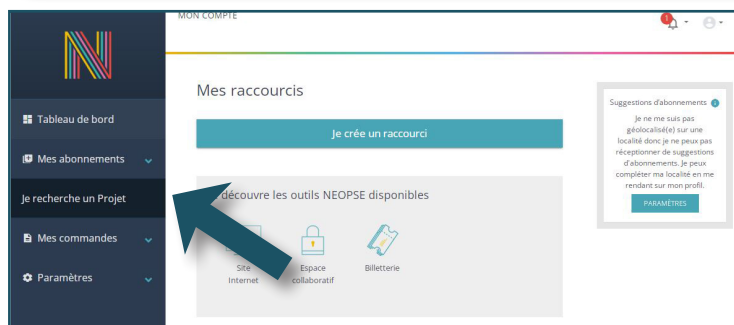 MON COMPTE
1
Tableau de bord
Mes abonnements
Je recherche un Projet
Mes commandes
Paramètres
Mes raccourcis
Je crée un raccourci
découvre les outils NEOPSE disponibles
Site
Internet
Espace
collaboratif
Billetterie
Suggestions d'abonnements
Je ne me suis pas
géolocalisé(e) sur une
localité donc je ne peux pas
réceptionner de suggestions
d'abonnements. Je peux
compléter ma localité en me
rendant sur mon profil.
PARAMÈTRES